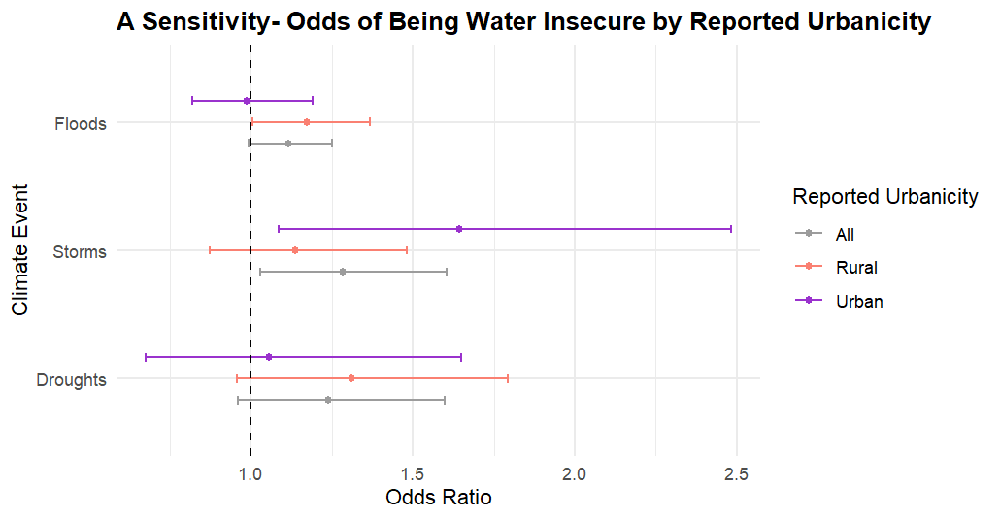 A Sensitivity- Odds of Being Water Insecure by Reported Urbanicity
Climate Event
Floods
Storms
Droughts
1.0
1.5
2.0
2.5
Odds Ratio
Reported Urbanicity
All
Rural
Urban